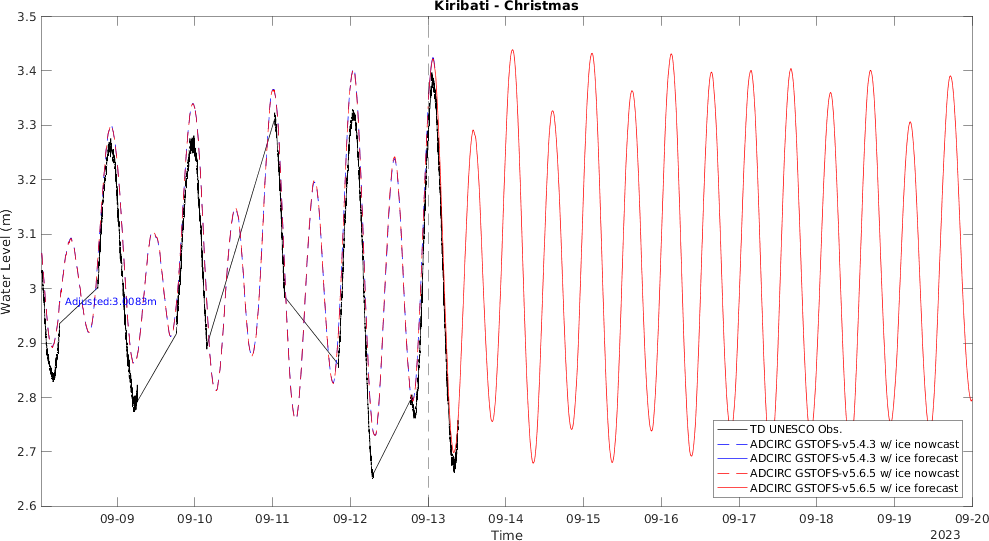 Kiribati - Christmas
3.5
3.4
3.3
3.2
3.1
3
2.9
2.8
2.7
2.6
Water Level (m)
Adjusted:3.0083m
TD UNESCO Obs.
ADCIRC GSTOFS-v5.4.3 w/ ice nowcast
ADCIRC GSTOFS-v5.4.3 w/ ice forecast
ADCIRC GSTOFS-v5.6.5 w/ ice nowcast
ADCIRC GSTOFS-v5.6.5 w/ ice forecast
09-09 09-10 09-11 09-12 09-13 09-14 09-15 09-16 09-17 09-18 09-19 09-20
Time
2023